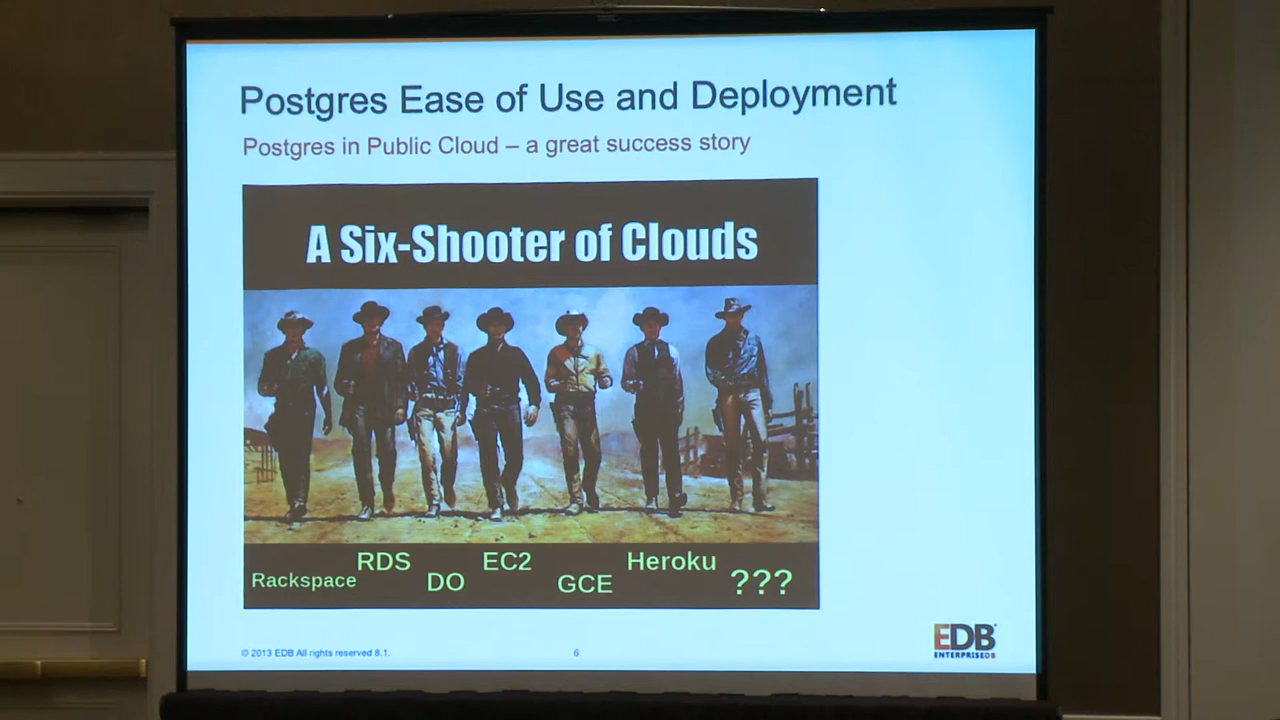 Postgres Ease of Use and Deployment
Postgres in Public Cloud – a great success story
A Six-Shooter of Clouds
Rackspace RDS DO EC2 GCE Heroku ???
© 2013 EDB All rights reserved 8.1.
6
EDB
ENTERPRISEDB